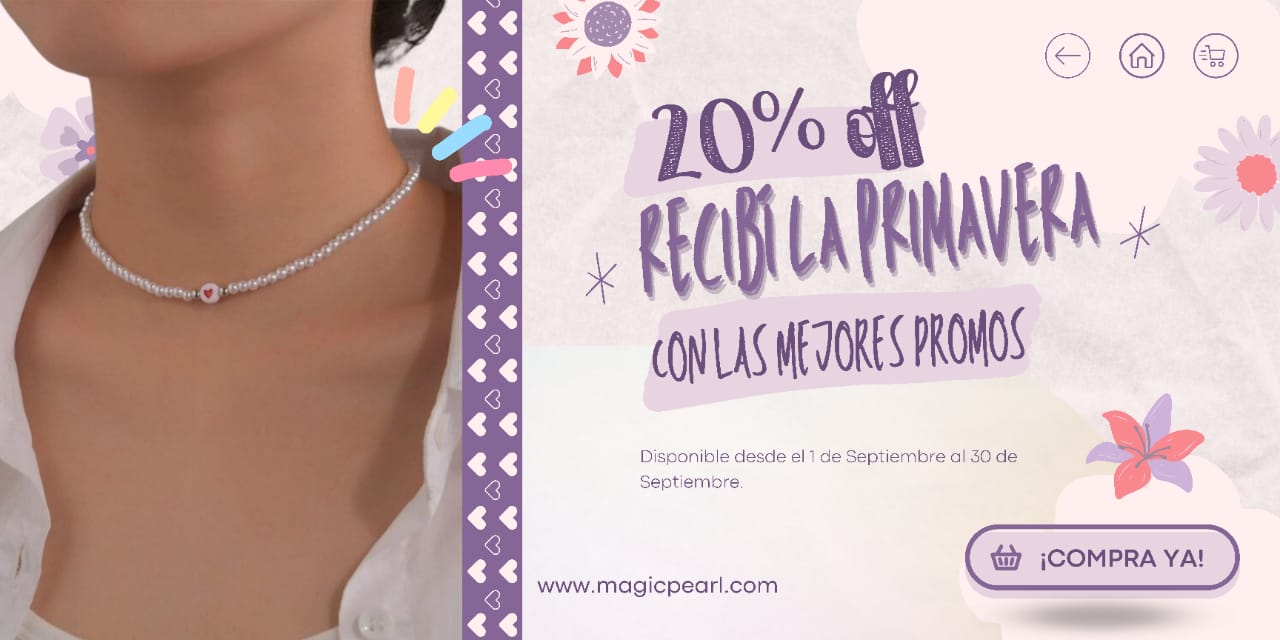 20% off
RECIBÍ LA PRIMAVERA
CON LAS MEJORES PROMOS
Disponible desde el 1 de Septiembre al 30 de
Septiembre.
¡COMPRA YA!
www.magicpearl.com